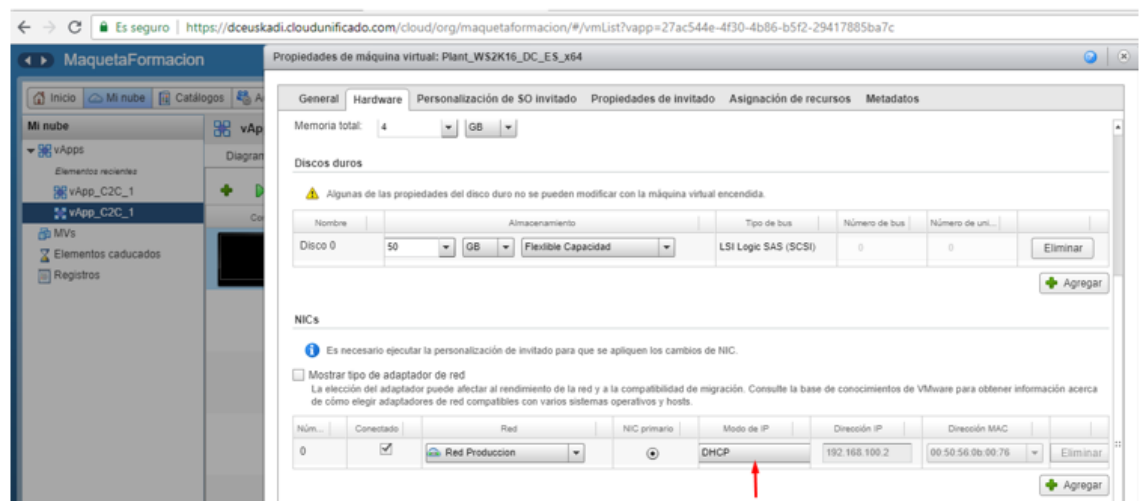 Es seguro | https://dceuskadi.cloudunificado.com/cloud/org/maquetaformacion/#/vmList?vapp=27ac544e-4f30-4b86-b5f2-29417885ba7c
MaquetaFormacion
Propiedades de máquina virtual: Plant_WS2K16_DC_ES_x64
Inicio Mi nube Catálogos A
General Hardware Personalización de SO invitado Propiedades de invitado Asignación de recursos Metadatos
Mi nube
vAp
Memoria total: 4 GB
vApps
Diagran
Discos duros
Elementos recientes
vApp_C2C_1
Algunas de las propiedades del disco duro no se pueden modificar con la máquina virtual encendida.
vApp_C2C_1
Co
Nombre Almacenamiento Tipo de bus Número de bus Número de uni...
MVs
Disco 0 50 GB Flexible Capacidad LSI Logic SAS (SCSI) 0 0 Eliminar
Elementos caducados
Registros
Agregar
NICs
Es necesario ejecutar la personalización de invitado para que se apliquen los cambios de NIC.
Mostrar tipo de adaptador de red
La elección del adaptador puede afectar al rendimiento de la red y a la compatibilidad de migración. Consulte la base de conocimientos de VMware para obtener información acerca
de cómo elegir adaptadores de red compatibles con varios sistemas operativos y hosts.
Núm... Conectado Red NIC primario Modo de IP Dirección IP Dirección MAC
0 Red Produccion DHCP 192.168.100.2 00:50:56:0b:00:76 Eliminar
Agregar